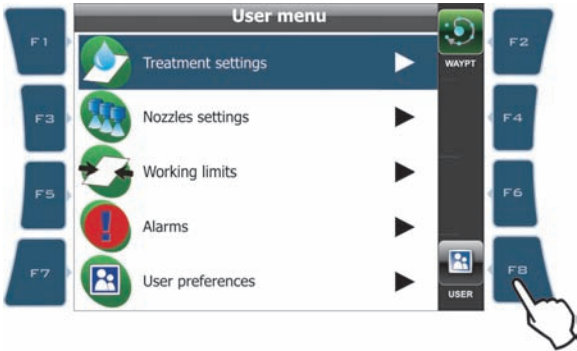 User menu
F1
F2
Treatment settings
WAYPT
F3
Nozzles settings
F4
Working limits
F5
F6
Alarms
F7
User preferences
F8
USER